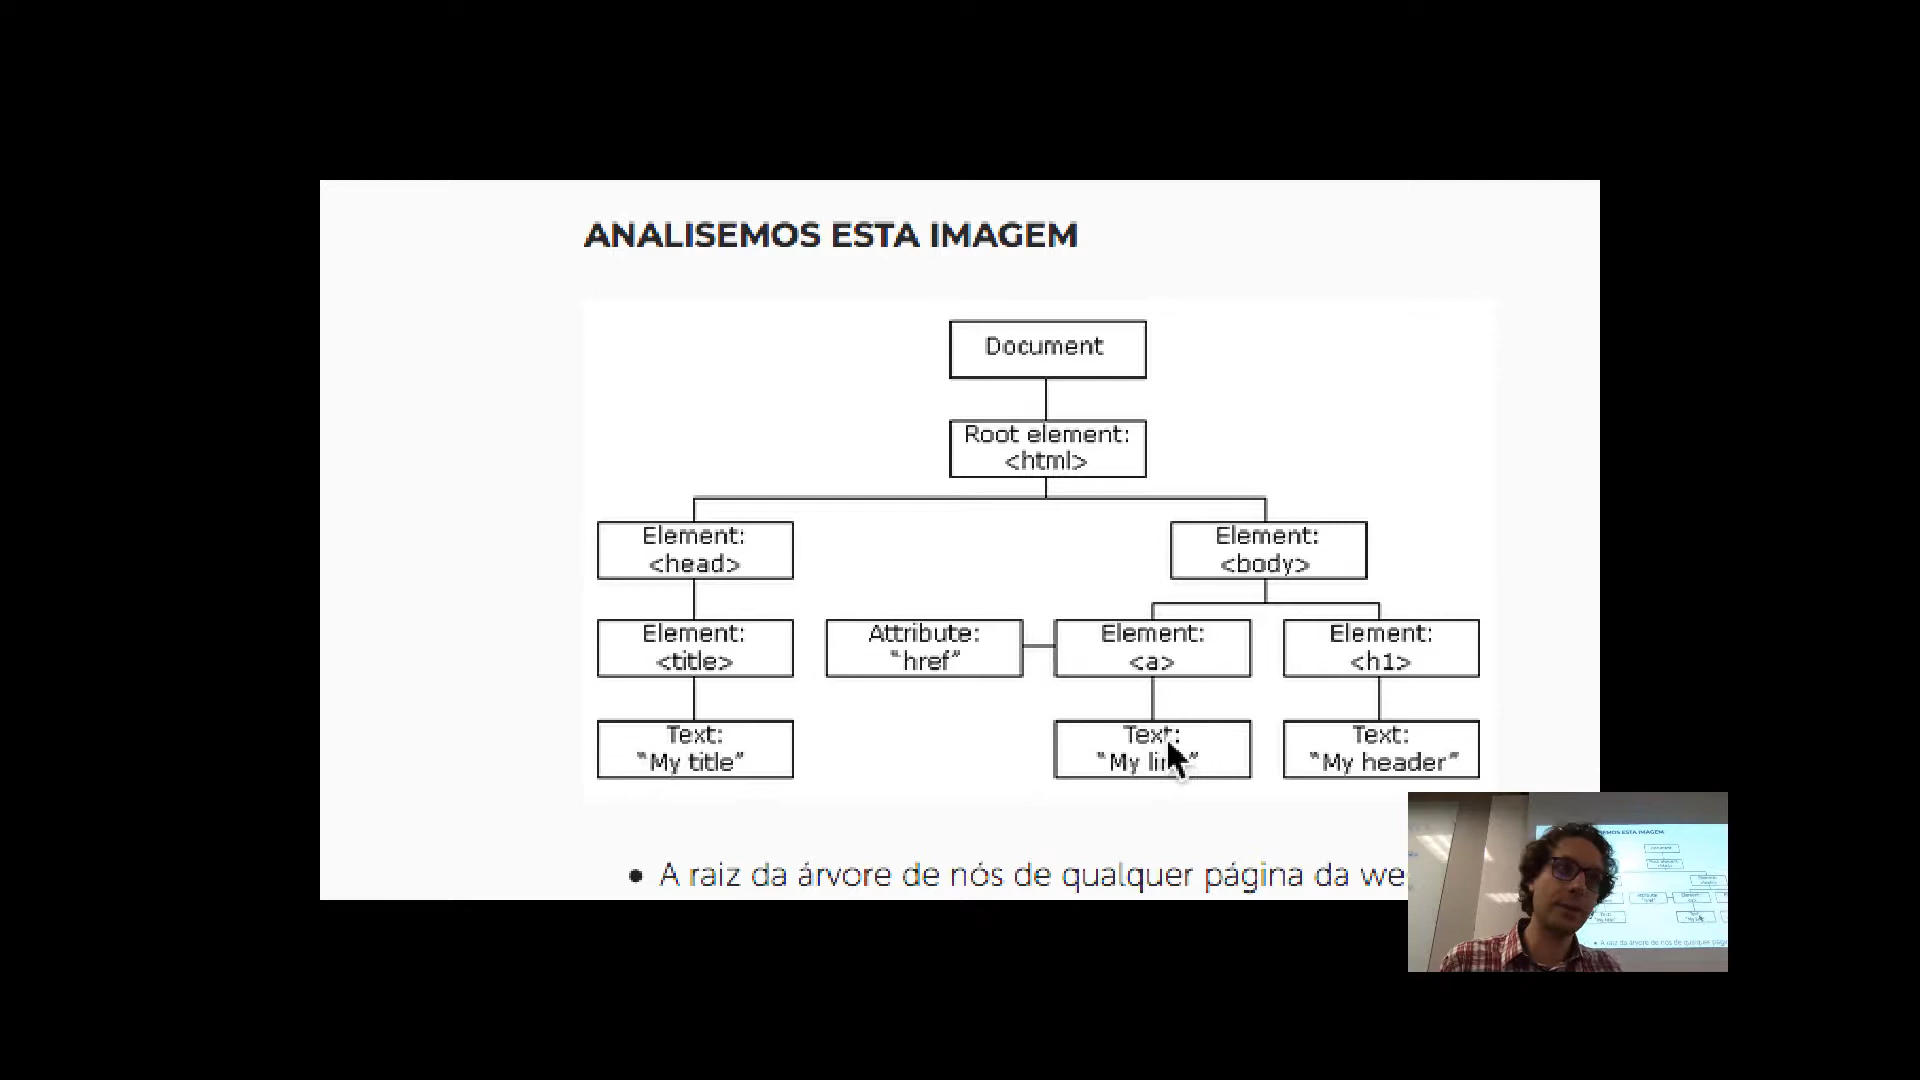 ANALISEMOS ESTA IMAGEM
Document
Root element:
<html>
Element:
<head>
Element:
<body>
Element:
<title>
Attribute:
"href"
Element:
<a>
Element:
<h1>
Text:
"My title"
Text:
"My
Text:
"My header"
• A raiz da árvore de nós de qualquer página da we